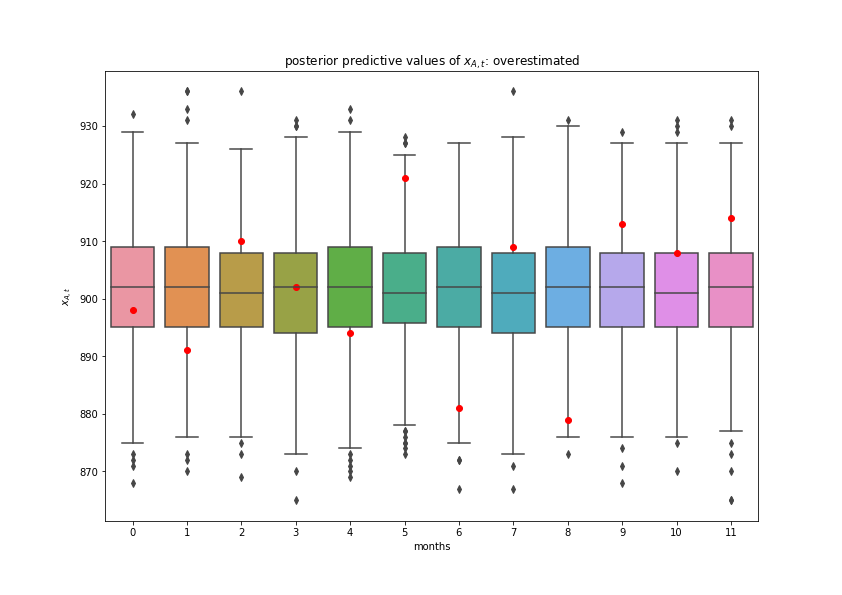 posterior predictive values of x_{A,t}: overestimated
930
920
910
900
890
880
870
x_{A,t}
0 1 2 3 4 5 6 7 8 9 10 11
months